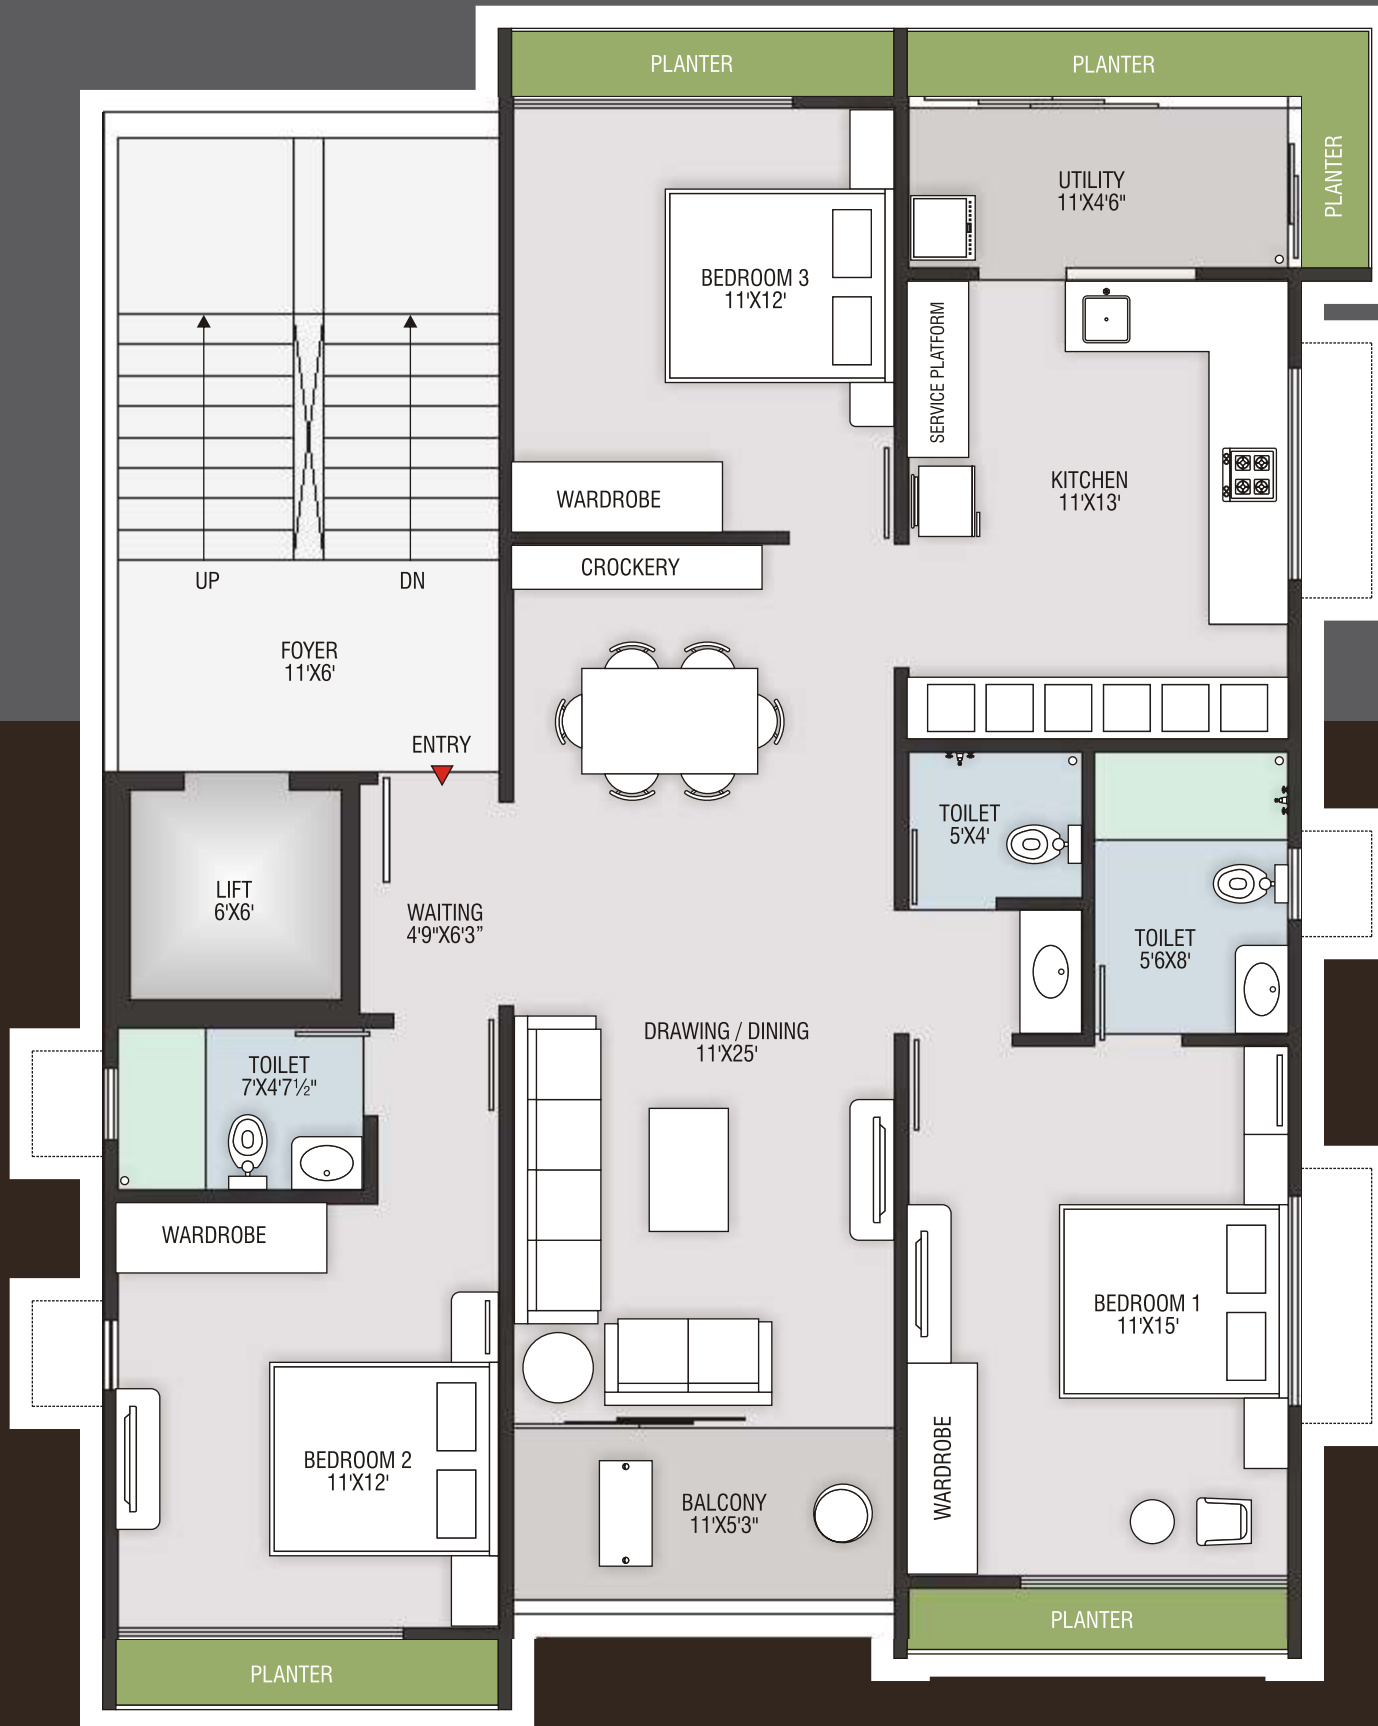 PLANTER
PLANTER
PLANTER
UTILITY
11'X4'6"
BEDROOM 3
11'X12'
SERVICE PLATFORM
KITCHEN
11'X13'
WARDROBE
CROCKERY
UP
DN
FOYER
11'X6'
ENTRY
TOILET
5'X4'
LIFT
6'X6'
WAITING
4'9"X6'3”
TOILET
5'6X8'
DRAWING / DINING
11'X25'
TOILET
7'X4'7½"
WARDROBE
BEDROOM 1
11'X15'
BEDROOM 2
11'X12'
WARDROBE
BALCONY
11'X5'3"
PLANTER
PLANTER